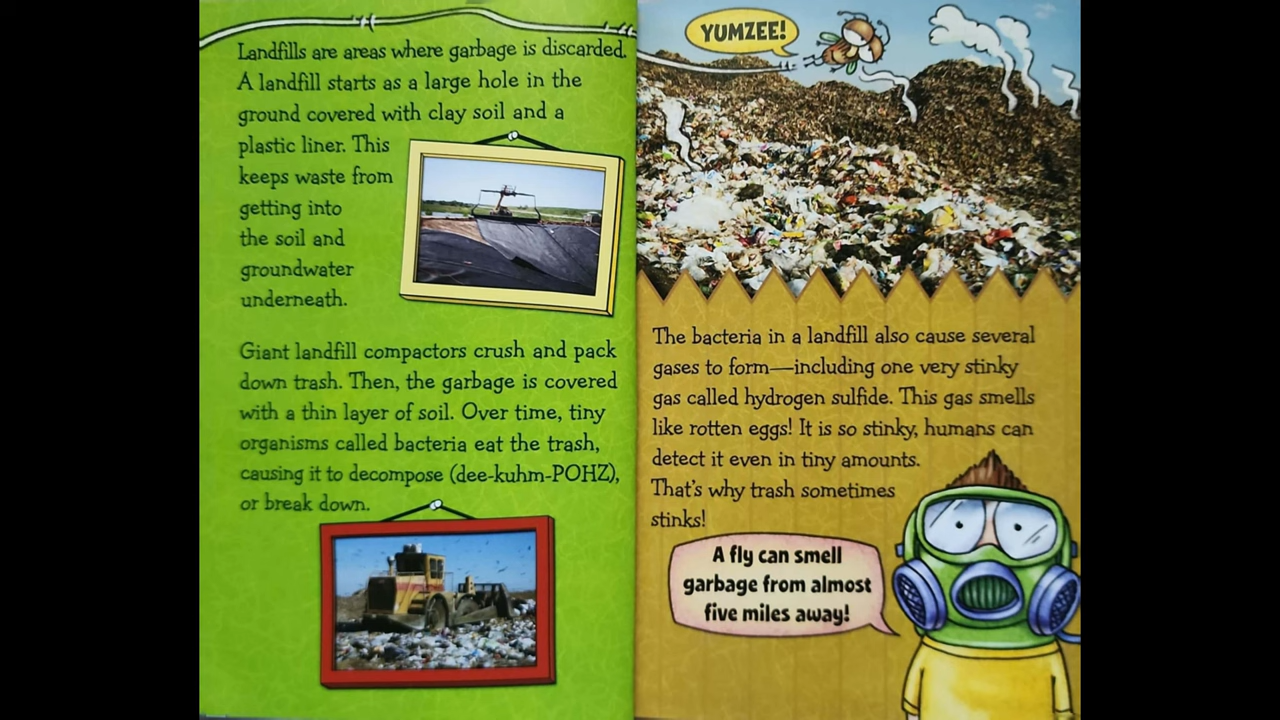 Landfills are areas where garbage is discarded.
A landfill starts as a large hole in the
ground covered with clay soil and a
plastic liner. This
keeps waste from
getting into
the soil and
groundwater
underneath.
Giant landfill compactors crush and pack
down trash. Then, the garbage is covered
with a thin layer of soil. Over time, tiny
organisms called bacteria eat the trash,
causing it to decompose (dee-kuhm-POHZ),
or break down.
YUMZEE!
The bacteria in a landfill also cause several
gases to form—including one very stinky
gas called hydrogen sulfide. This gas smells
like rotten eggs! It is so stinky, humans can
detect it even in tiny amounts.
That's why trash sometimes
stinks!
A fly can smell
garbage from almost
five miles away!